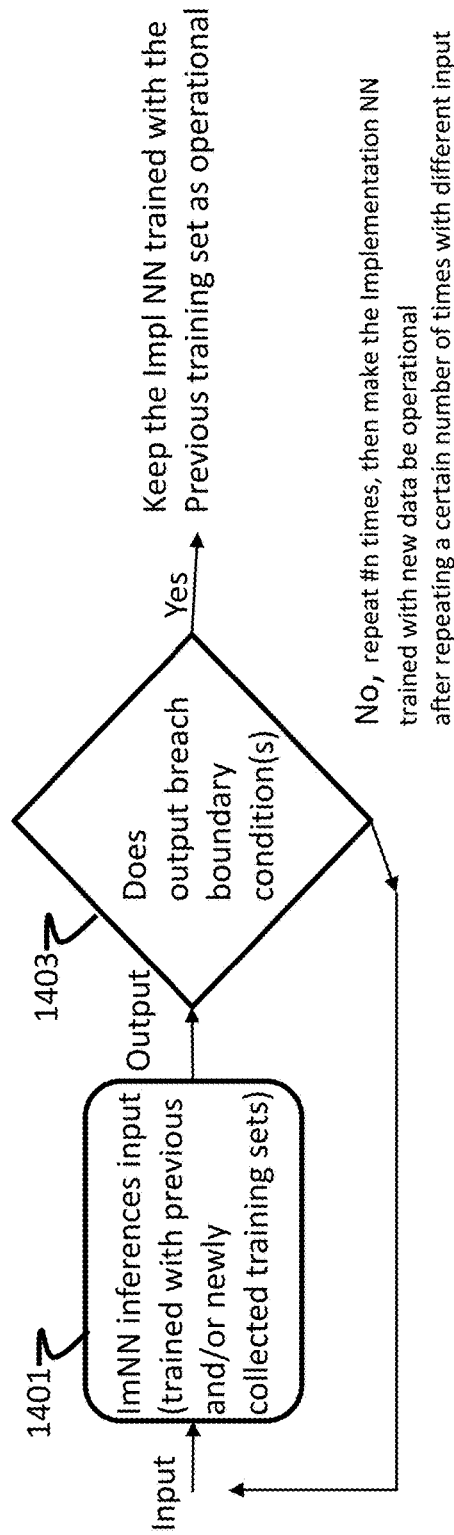 1401
Input
ImNN inferences input
(trained with previous
and/or newly
collected training sets)
Output
1403
Does
output breach
boundary
condition(s)
Yes
Keep the Impl NN trained with the
Previous training set as operational
No, repeat #n times, then make the Implementation NN
trained with new data be operational
after repeating a certain number of times with different input